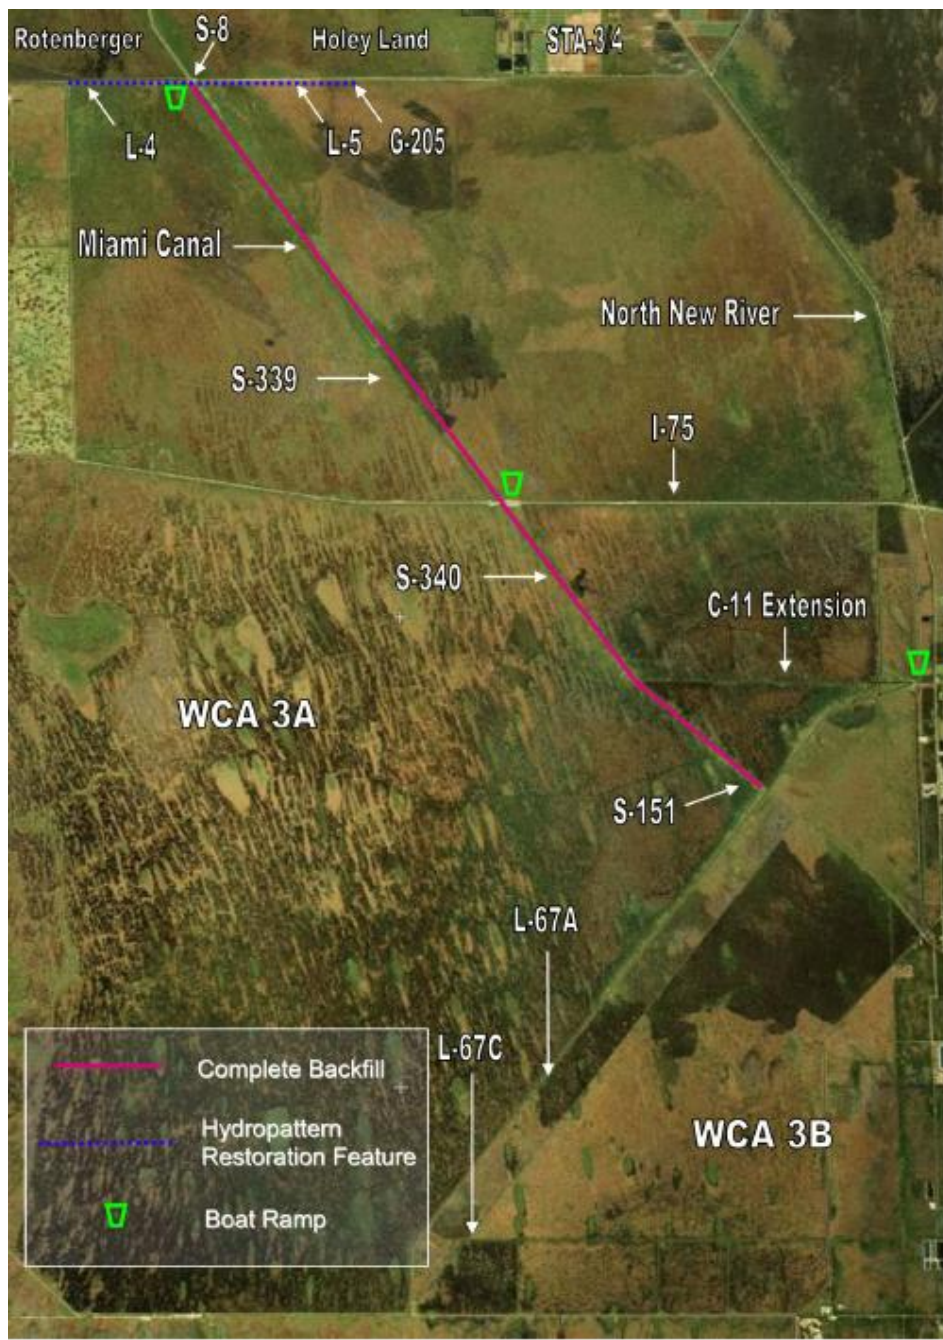 S-8
Rotenberger
Holey Land
STA-3/4
L-4
L-5
G-205
Miami Canal
North New River
S-339
I-75
S-340
C-11 Extension
WCA 3A
S-151
L-67A
L-67C
WCA 3B
Complete Backfill
Hydropattern
Restoration Feature
Boat Ramp